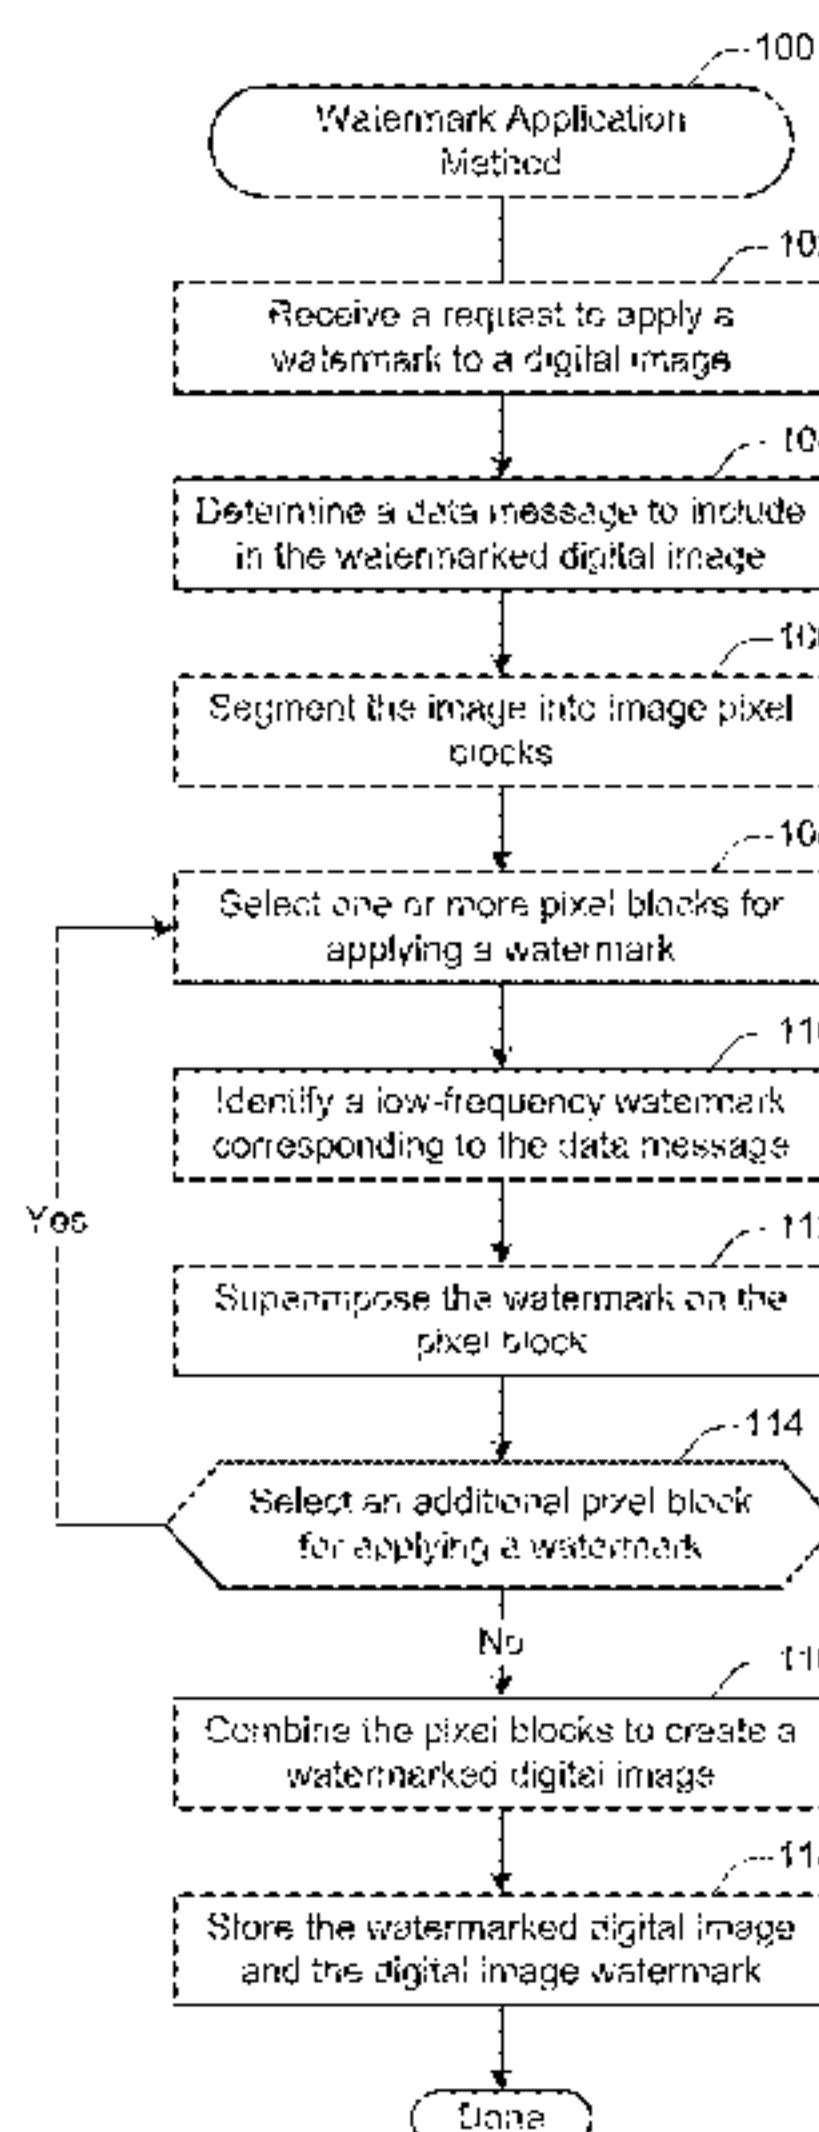 100
Watermark Application
Method
Receive a request to apply a
watermark to a digital image
Determine a data message to include
in the watermarked digital image
Segment the image into image pixel
blocks
Select one or more pixel blocks for
applying a watermark
Identify a low-frequency watermark
corresponding to the data message
Yes
Superimpose the watermark on the
pixel block
114
Select an additional pixel block
for applying a watermark
No
Combine the pixel blocks to create a
watermarked digital image
Store the watermarked digital image
and the digital image watermark
Done